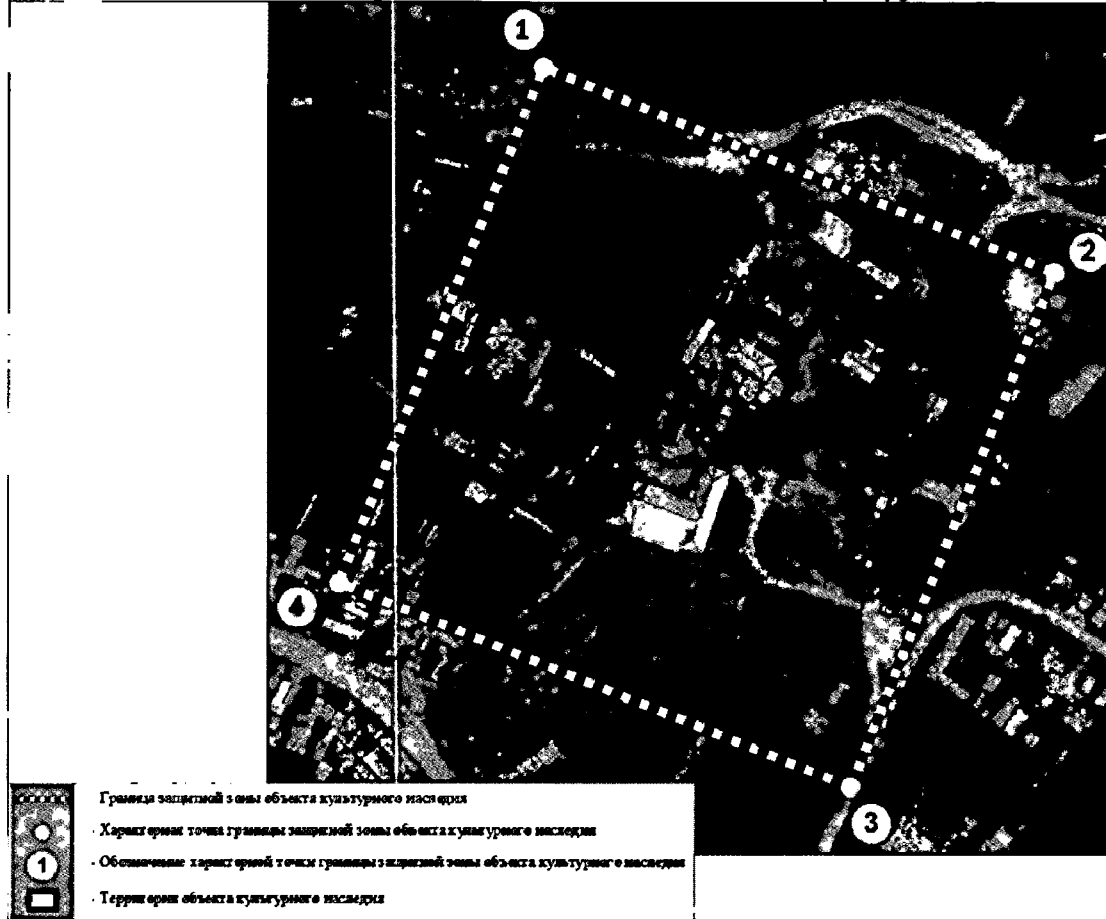 1
2
4
3
Граница защитной зоны объекта культурного наследия
- Характерная точка границы защитной зоны объекта культурного наследия
1 - Обозначение характерной точки границы защитной зоны объекта культурного наследия
- Территория объекта культурного наследия